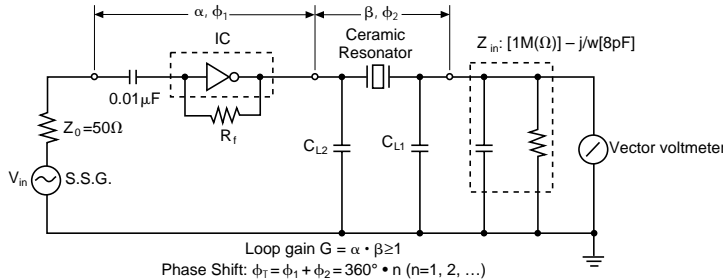 α, ϕ1
β, ϕ2
IC
Ceramic
Resonator
Z in: [1M(Ω)] – j/w[8pF]
0.01μF
Rf
Z0=50Ω
CL2
CL1
Vector voltmeter
Vin
S.S.G.
Loop gain G = α • β≥1
Phase Shift: ϕT=ϕ1+ϕ2=360° • n (n=1, 2, …)